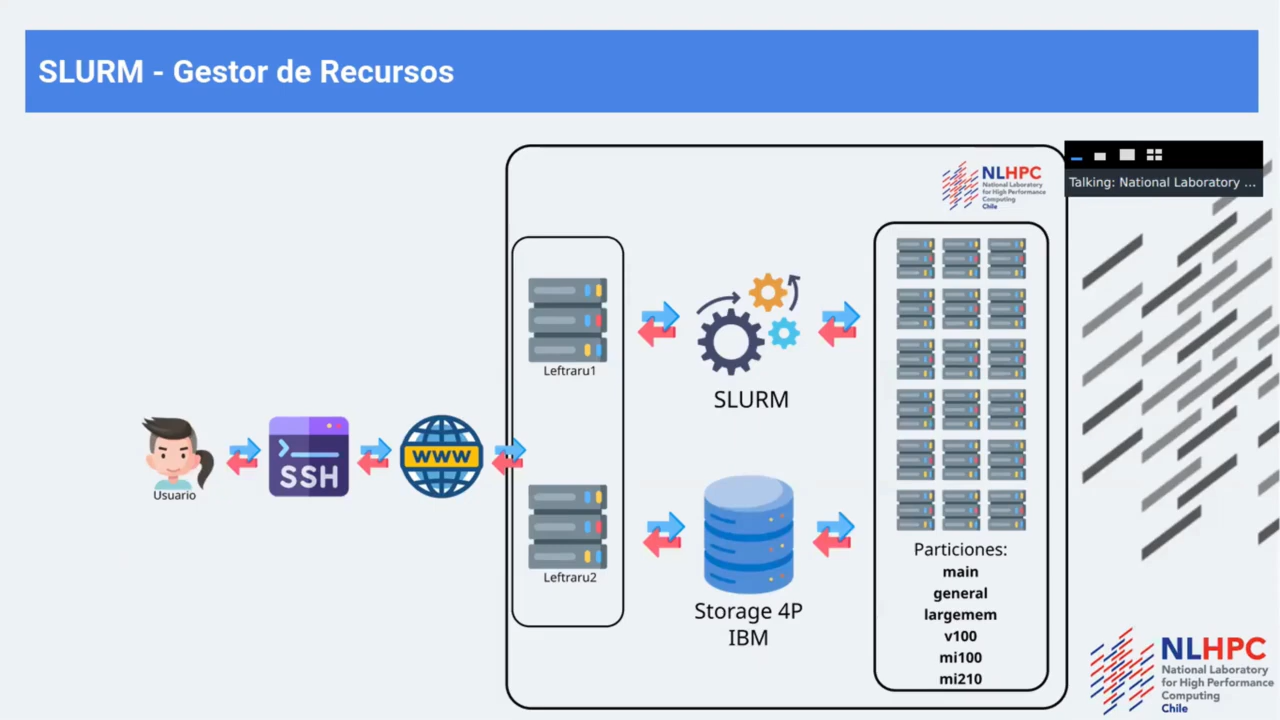 SLURM - Gestor de Recursos
Talking: National Laboratory ...
NLHPC
National Laboratory
for High Performance
Computing
Chile
Leftraru1
SLURM
Usuario
SSH
WWW
Leftraru2
Storage 4P
IBM
Particiones:
main
general
largemem
v100
mi100
mi210
NLHPC
National Laboratory
for High Performance
Computing
Chile